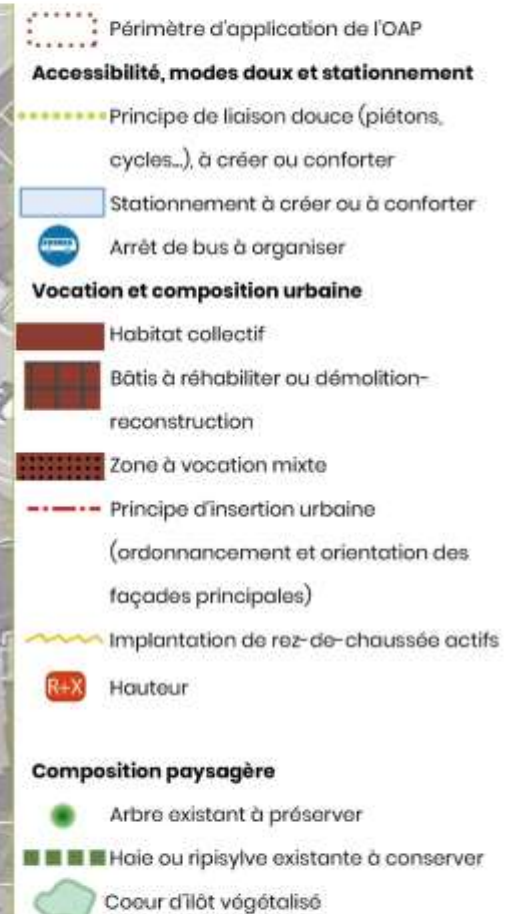 Périmètre d'application de l'OAP
Accessibilité, modes doux et stationnement
Principe de liaison douce (piétons,
cycles…), à créer ou conforter
Stationnement à créer ou à conforter
Arrêt de bus à organiser
Vocation et composition urbaine
Habitat collectif
Bâtis à réhabiliter ou démolition-
reconstruction
Zone à vocation mixte
Principe d'insertion urbaine
(ordonnancement et orientation des
façades principales)
Implantation de rez-de-chaussée actifs
R+X Hauteur
Composition paysagère
Arbre existant à préserver
Haie ou ripisylve existante à conserver
Coeur d'îlôt végétalisé